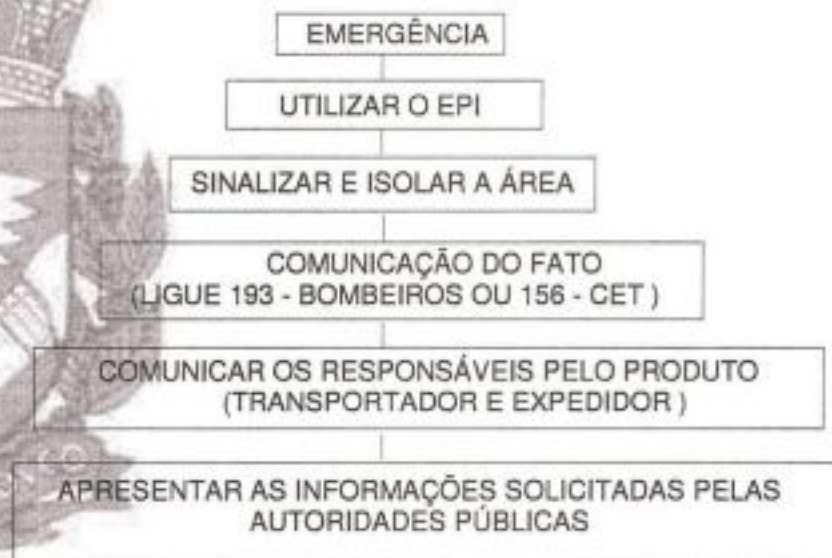 EMERGÊNCIA
UTILIZAR O EPI
SINALIZAR E ISOLAR A ÁREA
COMUNICAÇÃO DO FATO
(LIGUE 193 - BOMBEIROS OU 156 - CET )
COMUNICAR OS RESPONSÁVEIS PELO PRODUTO
(TRANSPORTADOR E EXPEDIDOR )
APRESENTAR AS INFORMAÇÕES SOLICITADAS PELAS
AUTORIDADES PÚBLICAS